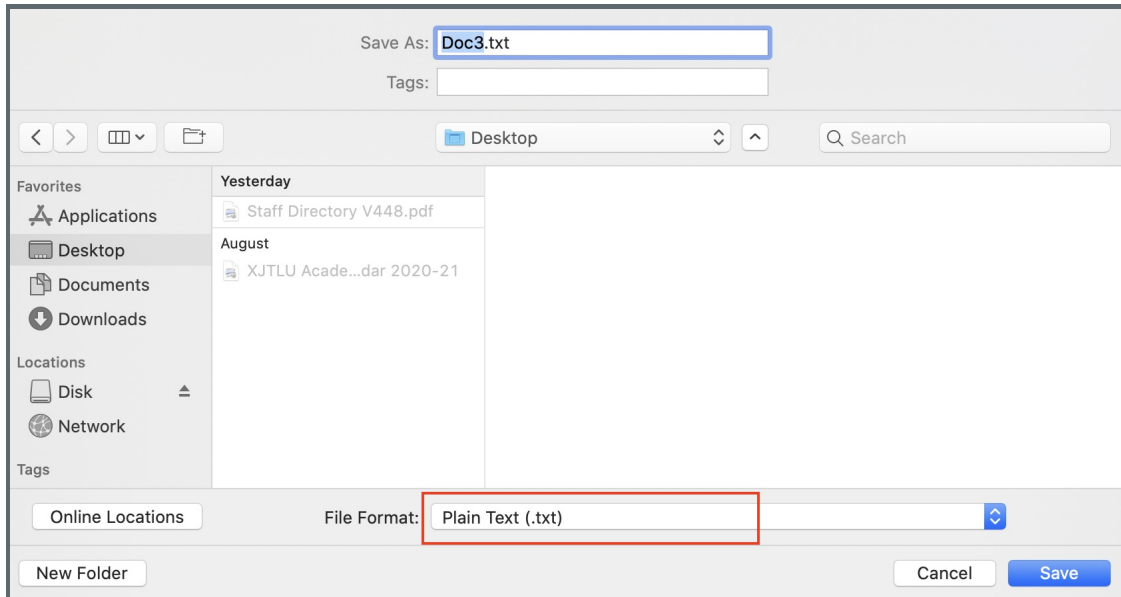 Save As: Doc3.txt
Tags:
Desktop
Search
Favorites
Applications
Desktop
Documents
Downloads
Locations
Disk
Network
Tags
Yesterday
Staff Directory V448.pdf
August
XJTLU Acade...dar 2020-21
Online Locations
File Format: Plain Text (.txt)
New Folder
Cancel
Save